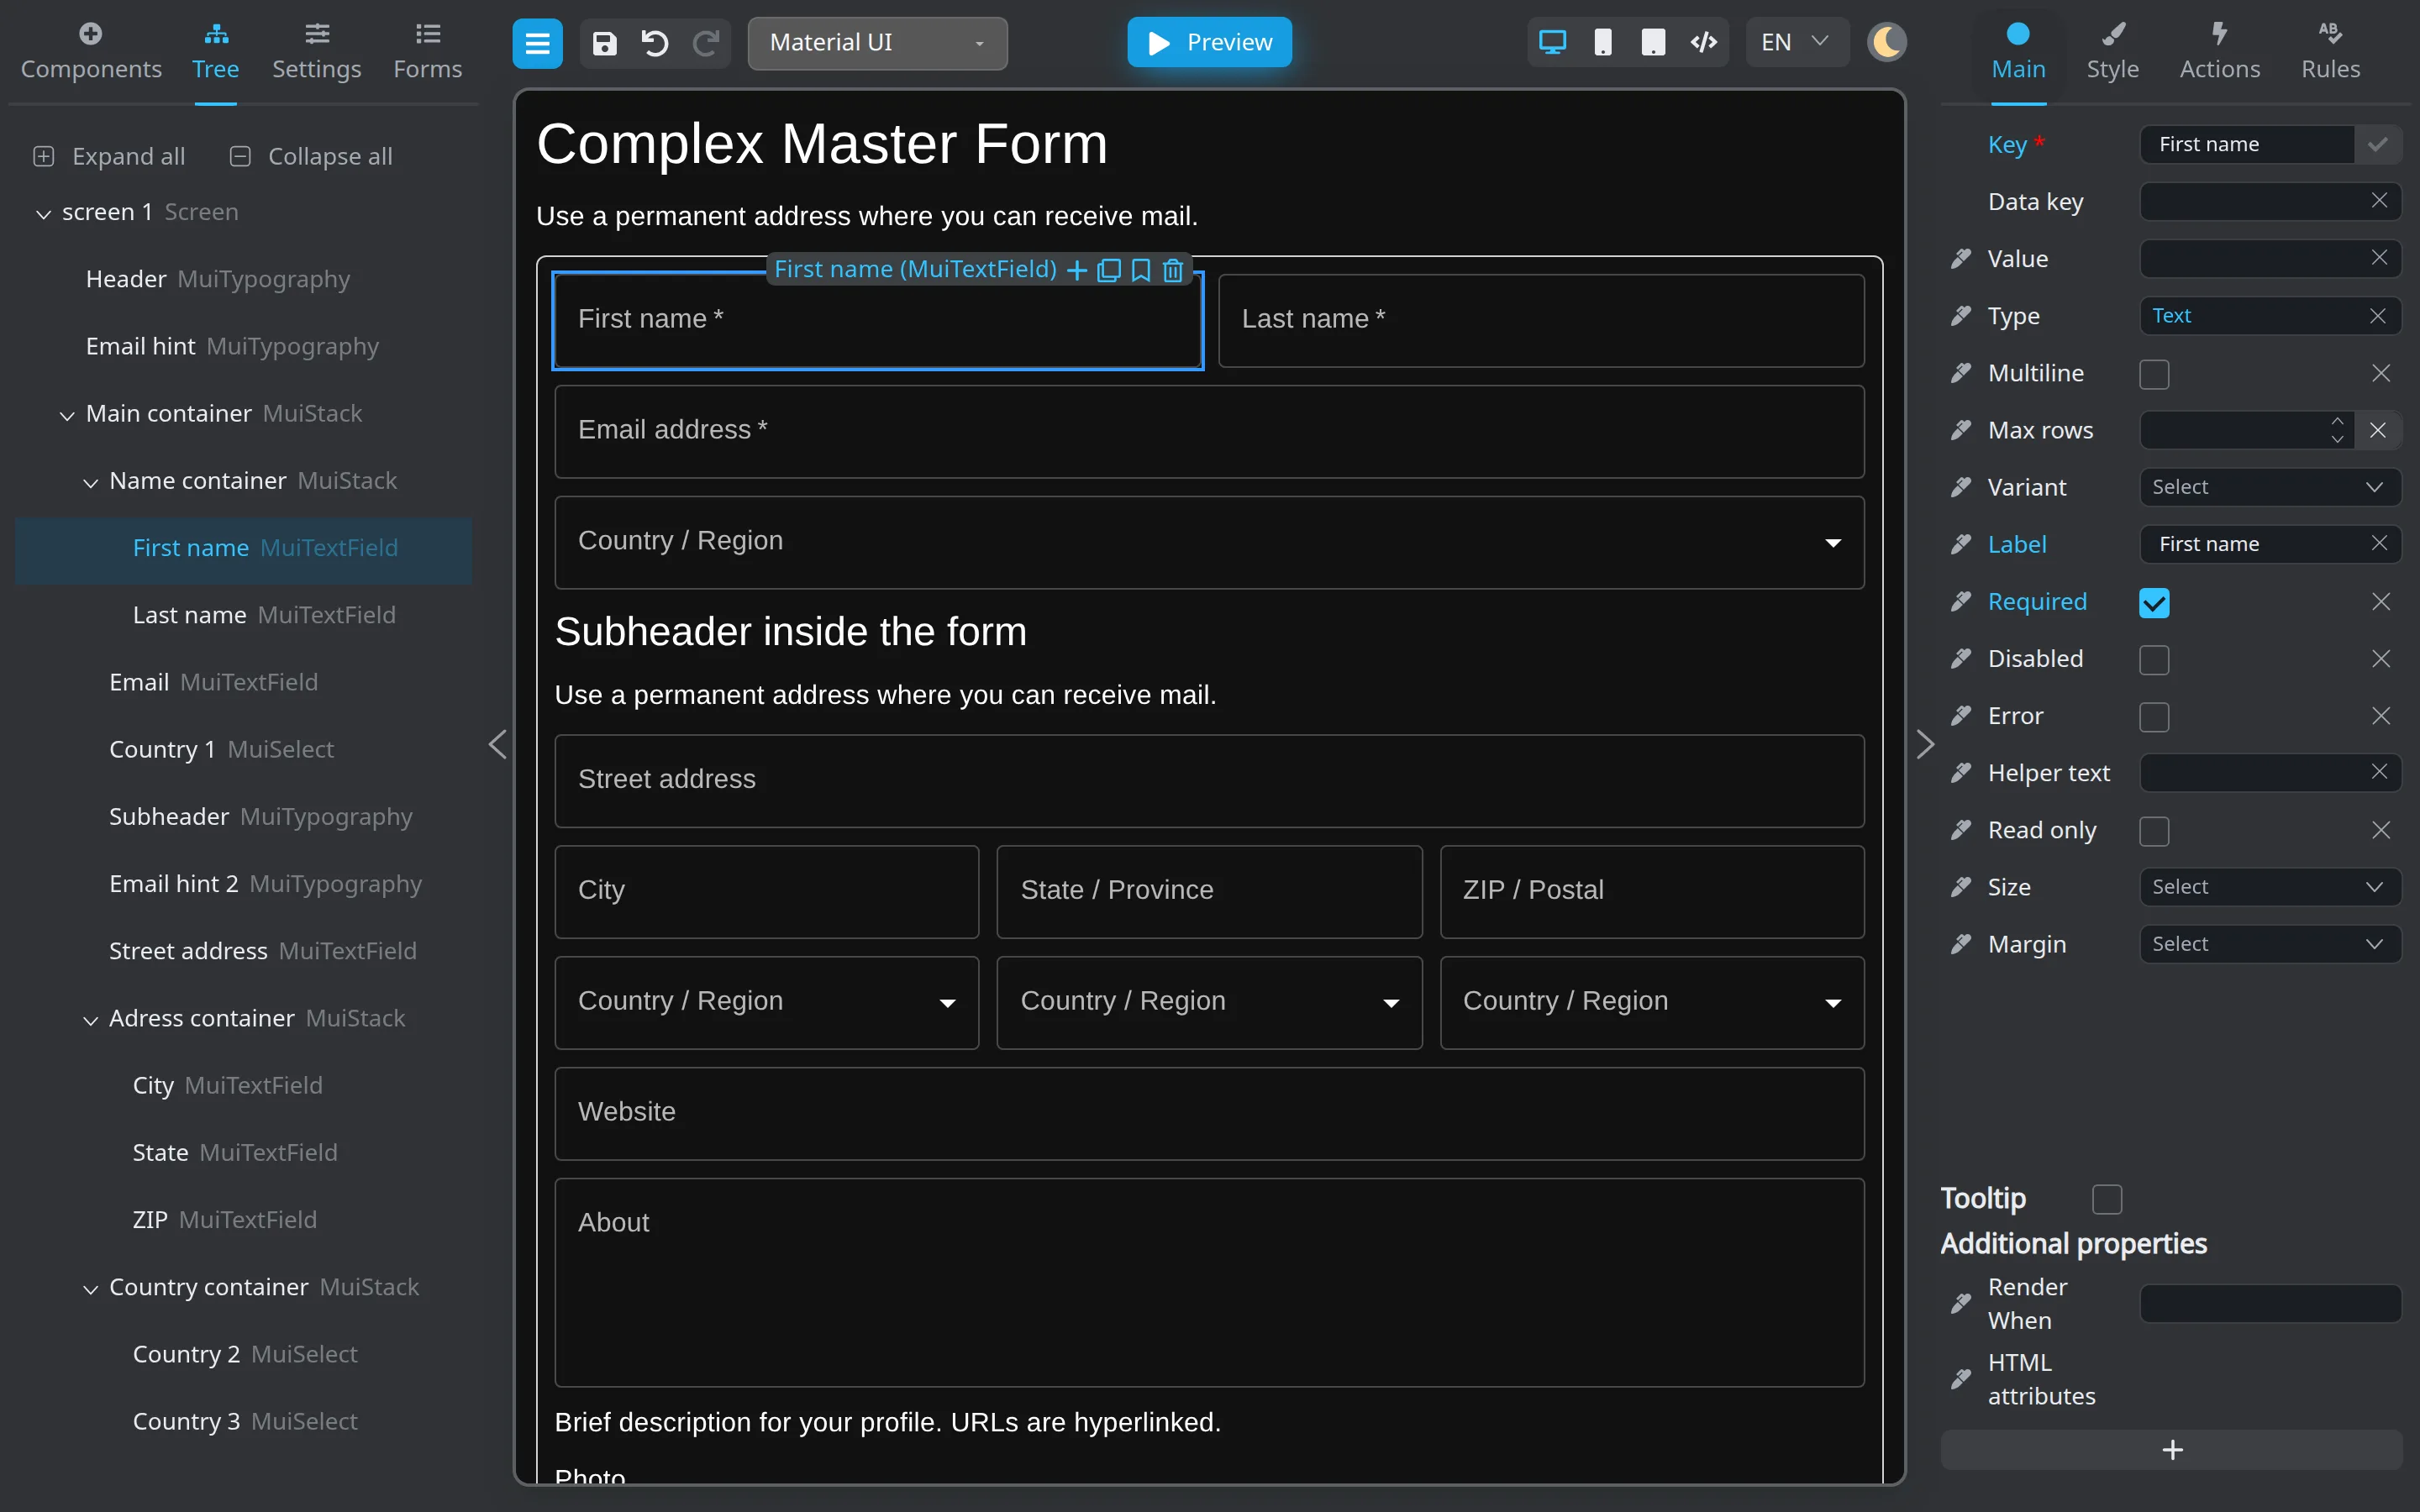 Components
Tree
Settings
Forms
Expand all
Collapse all
screen 1 Screen
Header MuiTypography
Email hint MuiTypography
Main container MuiStack
Name container MuiStack
First name MuiTextField
Last name MuiTextField
Email MuiTextField
Country 1 MuiSelect
Subheader MuiTypography
Email hint 2 MuiTypography
Street address MuiTextField
Adress container MuiStack
City MuiTextField
State MuiTextField
ZIP MuiTextField
Country container MuiStack
Country 2 MuiSelect
Country 3 MuiSelect
Material UI
Preview
EN
Complex Master Form
Use a permanent address where you can receive mail.
First name (MuiTextField)
First name *
Last name *
Email address *
Country / Region
Subheader inside the form
Use a permanent address where you can receive mail.
Street address
City
State / Province
ZIP / Postal
Country / Region
Country / Region
Country / Region
Website
About
Brief description for your profile. URLs are hyperlinked.
Photo
Main
Style
AB
Actions
Rules
Key * First name
Data key
Value
Type Text
Multiline
Max rows
Variant Select
Label First name
Required
Disabled
Error
Helper text
Read only
Size Select
Margin Select
Tooltip
Additional properties
Render
When
HTML
attributes